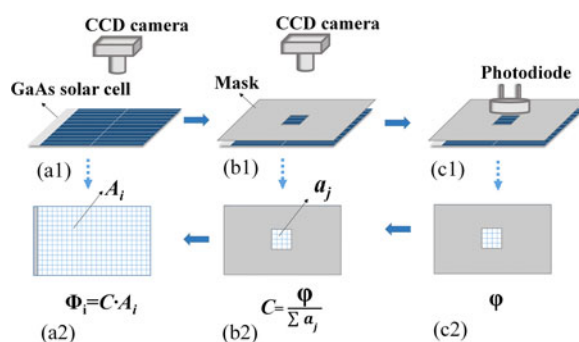 CCD camera
CCD camera
GaAs solar cell
Mask
Photodiode
(a1)
(b1)
(c1)
A_i
a_j
Φ_i=C·A_i
C=φ/∑ a_j
φ
(a2)
(b2)
(c2)